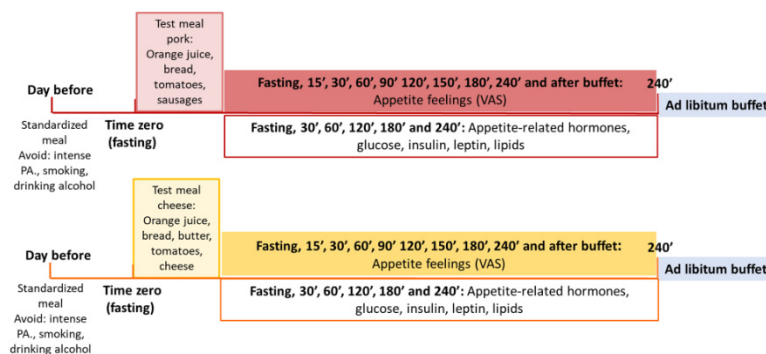 Test meal
pork:
Orange juice,
bread,
tomatoes,
sausages
Day before
Fasting, 15’, 30’, 60’, 90’ 120’, 150’, 180’, 240’ and after buffet:
Appetite feelings (VAS)
240’
Ad libitum buffet
Standardized
meal
Avoid: intense
PA., smoking,
drinking alcohol
Time zero
(fasting)
Fasting, 30’, 60’, 120’, 180’ and 240’: Appetite-related hormones,
glucose, insulin, leptin, lipids
Test meal
cheese:
Orange juice,
bread, butter,
tomatoes,
cheese
Day before
Fasting, 15’, 30’, 60’, 90’ 120’, 150’, 180’, 240’ and after buffet:
Appetite feelings (VAS)
240’
Ad libitum buffet
Standardized
meal
Avoid: intense
PA., smoking,
drinking alcohol
Time zero
(fasting)
Fasting, 30’, 60’, 120’, 180’ and 240’: Appetite-related hormones,
glucose, insulin, leptin, lipids